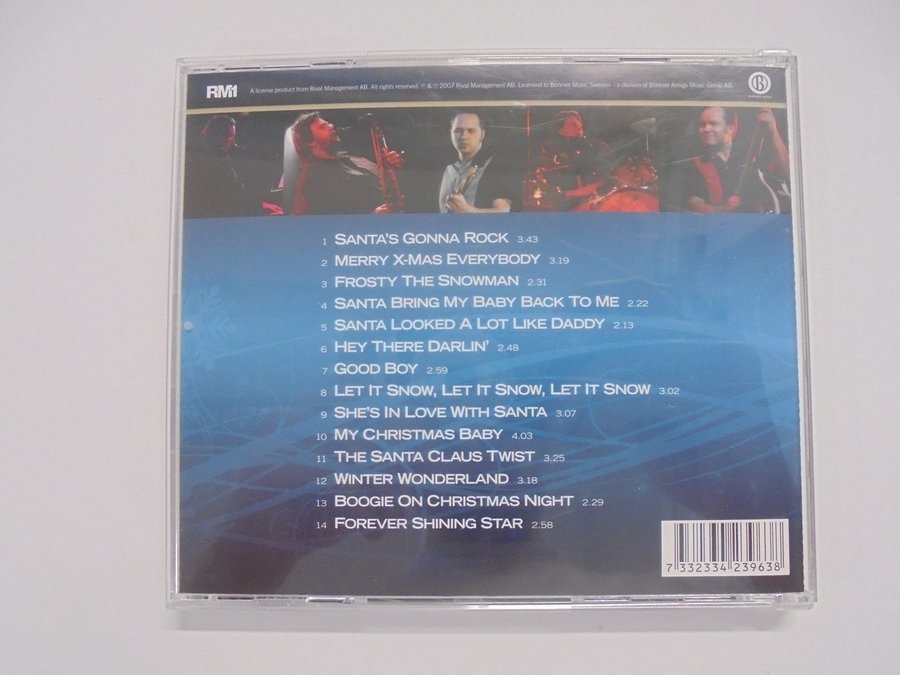 RM1
A license product from Rival Management AB. All rights reserved. ℗ & © 2007 Rival Management AB. Licensed to Bonnier Music, Sweden – a division of Bonnier Amigo Music Group AB.
B
1 SANTA'S GONNA ROCK 3.43
2 MERRY X-MAS EVERYBODY 3.19
3 FROSTY THE SNOWMAN 2.31
4 SANTA BRING MY BABY BACK TO ME 2.22
5 SANTA LOOKED A LOT LIKE DADDY 2.13
6 HEY THERE DARLIN' 2.48
7 GOOD BOY 2.59
8 LET IT SNOW, LET IT SNOW, LET IT SNOW 3.02
9 SHE'S IN LOVE WITH SANTA 3.07
10 MY CHRISTMAS BABY 4.03
11 THE SANTA CLAUS TWIST 3.25
12 WINTER WONDERLAND 3.18
13 BOOGIE ON CHRISTMAS NIGHT 2.29
14 FOREVER SHINING STAR 2.58
7 332334 239638